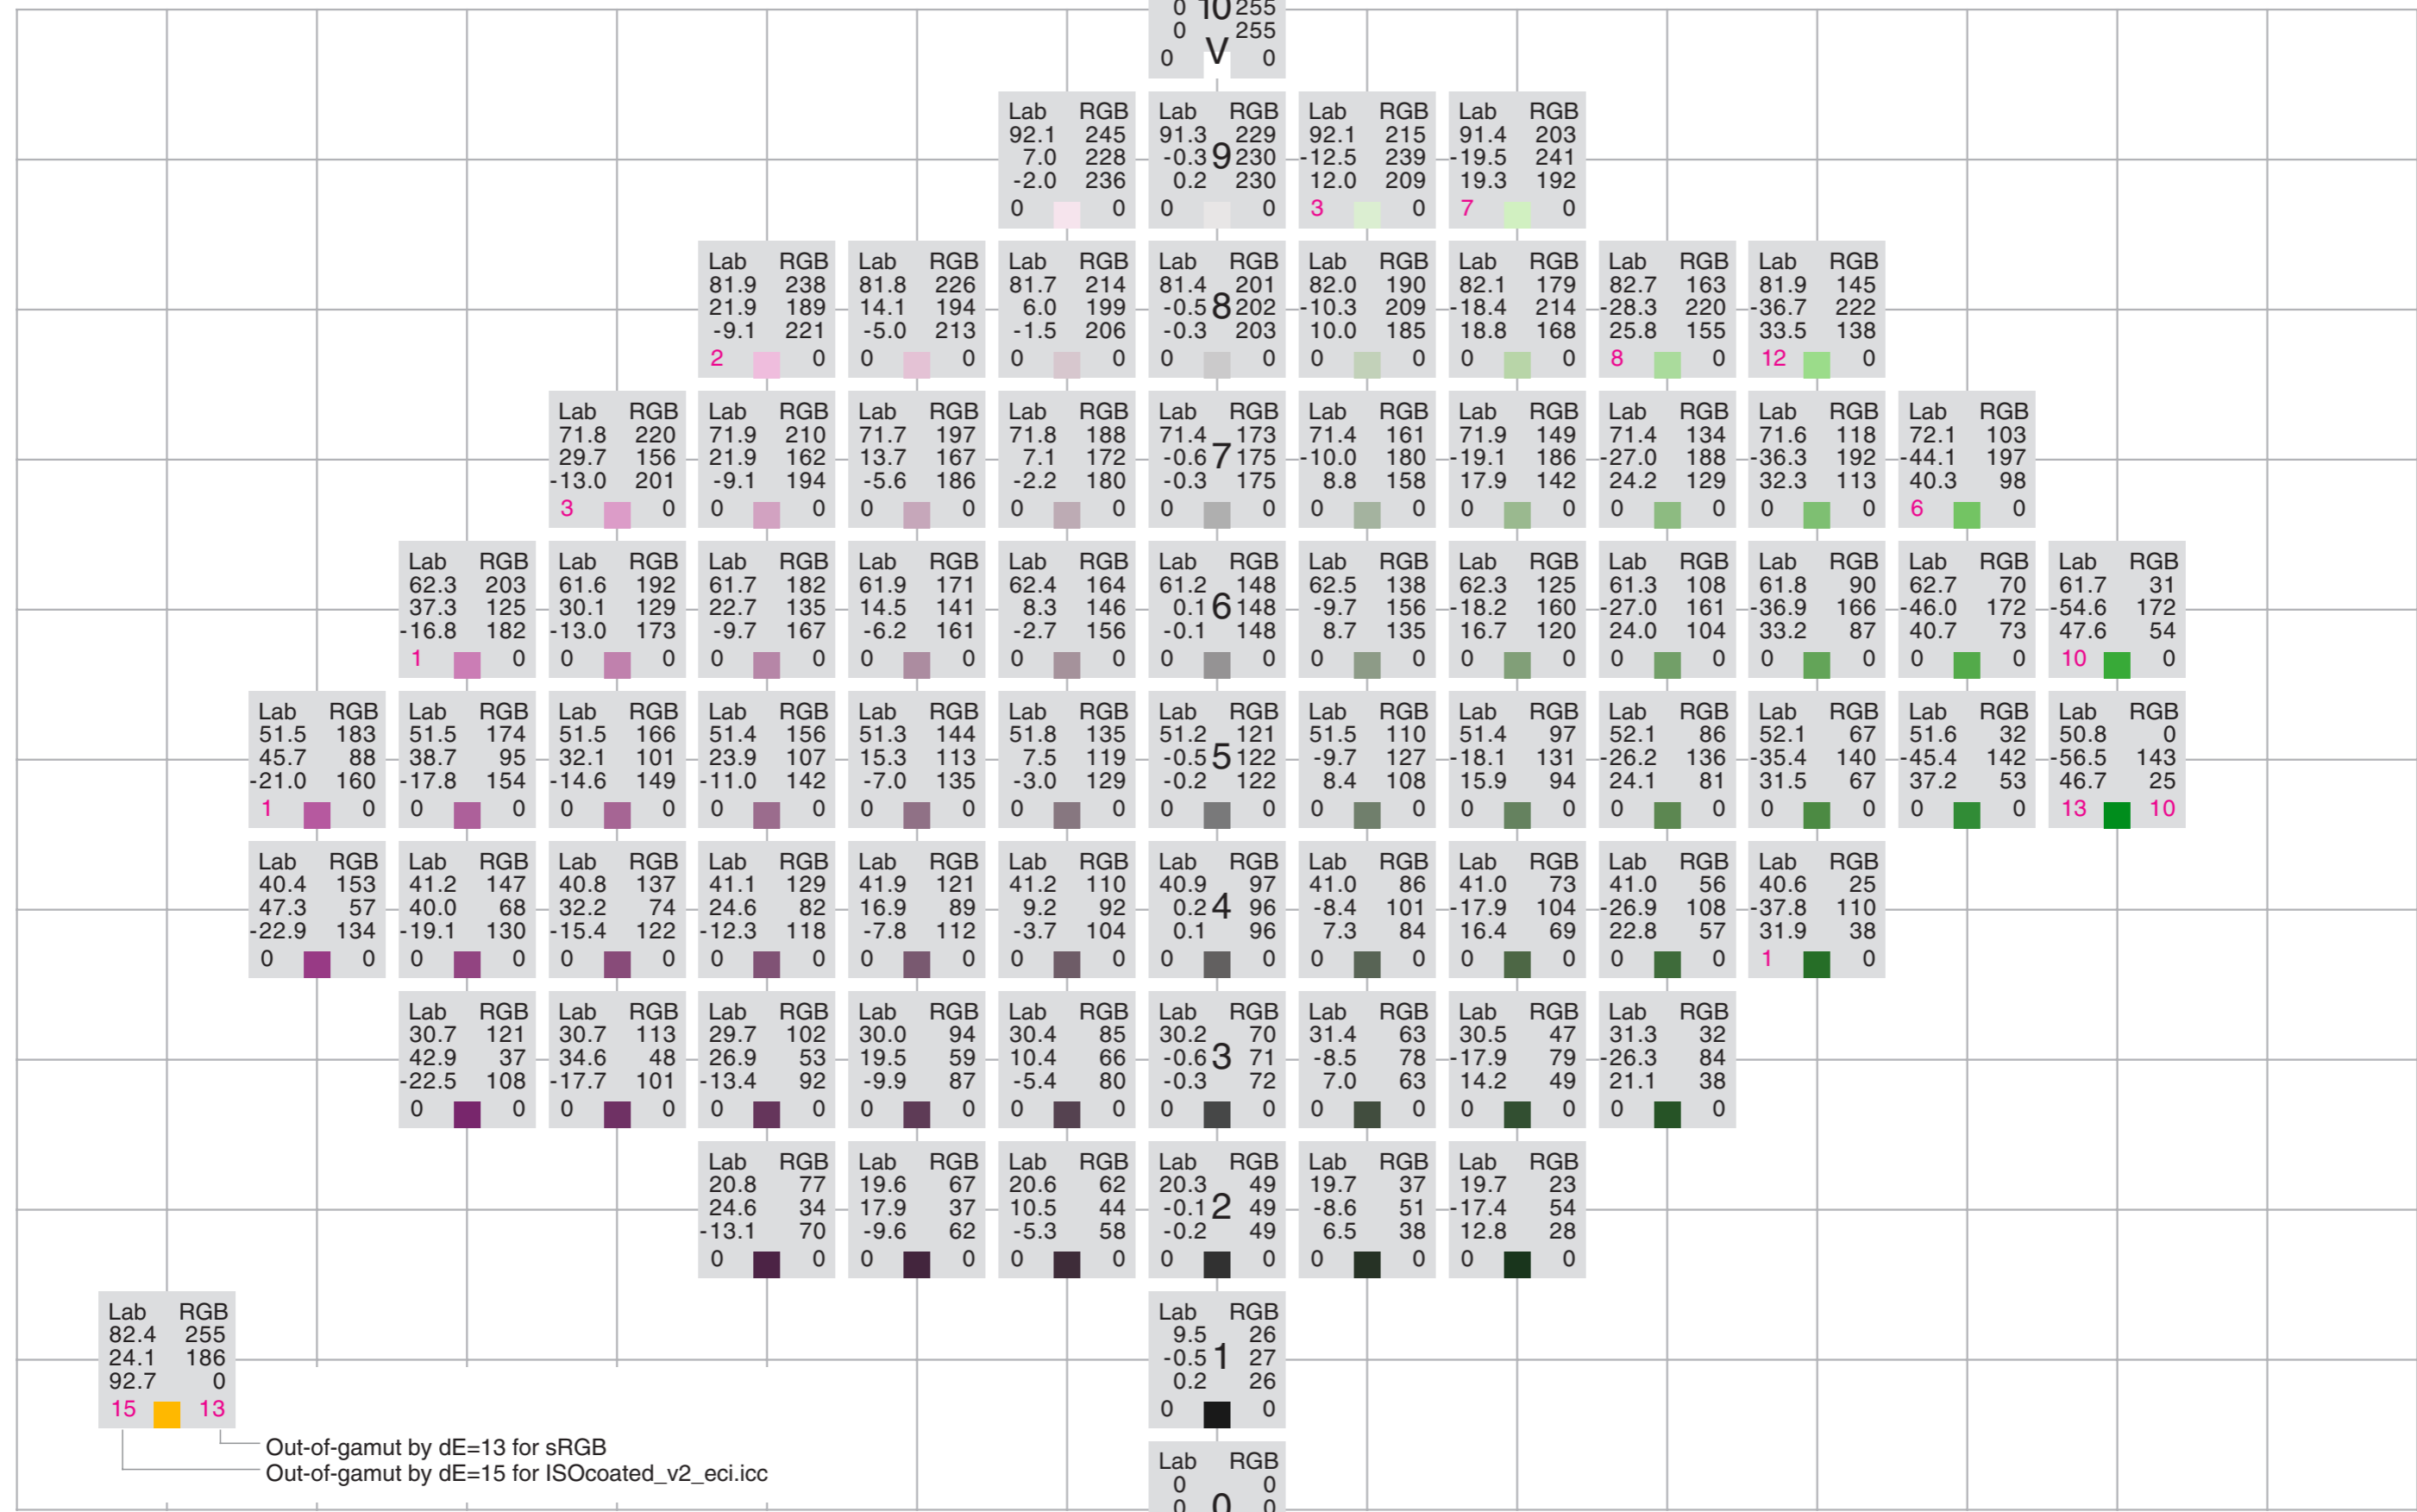 0 10 255
0 255
V
0 0
Lab RGB Lab RGB Lab RGB Lab RGB
92.1 245 91.3 229 92.1 215 91.4 203
7.0 228 -0.3 9 230 -12.5 239 -19.5 241
-2.0 236 0.2 230 12.0 209 19.3 192
0 0 0 0 3 0 7 0
Lab RGB Lab RGB Lab RGB Lab RGB Lab RGB Lab RGB Lab RGB Lab RGB
81.9 238 81.8 226 81.7 214 81.4 201 82.0 190 82.1 179 82.7 163 81.9 145
21.9 189 14.1 194 6.0 199 -0.5 8 202 -10.3 209 -18.4 214 -28.3 220 -36.7 222
-9.1 221 -5.0 213 -1.5 206 -0.3 203 10.0 185 18.8 168 25.8 155 33.5 138
2 0 0 0 0 0 0 0 0 0 0 0 8 0 12 0
Lab RGB Lab RGB Lab RGB Lab RGB Lab RGB Lab RGB Lab RGB Lab RGB Lab RGB Lab RGB
71.8 220 71.9 210 71.7 197 71.8 188 71.4 173 71.4 161 71.9 149 71.4 134 71.6 118 72.1 103
29.7 156 21.9 162 13.7 167 7.1 172 -0.6 7 175 -10.0 180 -19.1 186 -27.0 188 -36.3 192 -44.1 197
-13.0 201 -9.1 194 -5.6 186 -2.2 180 -0.3 175 8.8 158 17.9 142 24.2 129 32.3 113 40.3 98
3 0 0 0 0 0 0 0 0 0 0 0 0 0 0 0 0 0 6 0
Lab RGB Lab RGB Lab RGB Lab RGB Lab RGB Lab RGB Lab RGB Lab RGB Lab RGB Lab RGB Lab RGB Lab RGB
62.3 203 61.6 192 61.7 182 61.9 171 62.4 164 61.2 148 62.5 138 62.3 125 61.3 108 61.8 90 62.7 70 61.7 31
37.3 125 30.1 129 22.7 135 14.5 141 8.3 146 0.1 6 148 -9.7 156 -18.2 160 -27.0 161 -36.9 166 -46.0 172 -54.6 172
-16.8 182 -13.0 173 -9.7 167 -6.2 161 -2.7 156 -0.1 148 8.7 135 16.7 120 24.0 104 33.2 87 40.7 73 47.6 54
1 0 0 0 0 0 0 0 0 0 0 0 0 0 0 0 0 0 0 0 0 0 10 0
Lab RGB Lab RGB Lab RGB Lab RGB Lab RGB Lab RGB Lab RGB Lab RGB Lab RGB Lab RGB Lab RGB Lab RGB Lab RGB
51.5 183 51.5 174 51.5 166 51.4 156 51.3 144 51.8 135 51.2 121 51.5 110 51.4 97 52.1 86 52.1 67 51.6 32 50.8 0
45.7 88 38.7 95 32.1 101 23.9 107 15.3 113 7.5 119 -0.5 5 122 -9.7 127 -18.1 131 -26.2 136 -35.4 140 -45.4 142 -56.5 143
-21.0 160 -17.8 154 -14.6 149 -11.0 142 -7.0 135 -3.0 129 -0.2 122 8.4 108 15.9 94 24.1 81 31.5 67 37.2 53 46.7 25
1 0 0 0 0 0 0 0 0 0 0 0 0 0 0 0 0 0 0 0 0 0 0 0 13 10
Lab RGB Lab RGB Lab RGB Lab RGB Lab RGB Lab RGB Lab RGB Lab RGB Lab RGB Lab RGB Lab RGB
40.4 153 41.2 147 40.8 137 41.1 129 41.9 121 41.2 110 40.9 97 41.0 86 41.0 73 41.0 56 40.6 25
47.3 57 40.0 68 32.2 74 24.6 82 16.9 89 9.2 92 0.2 4 96 -8.4 101 -17.9 104 -26.9 108 -37.8 110
-22.9 134 -19.1 130 -15.4 122 -12.3 118 -7.8 112 -3.7 104 0.1 96 7.3 84 16.4 69 22.8 57 31.9 38
0 0 0 0 0 0 0 0 0 0 0 0 0 0 0 0 0 0 0 0 1 0
Lab RGB Lab RGB Lab RGB Lab RGB Lab RGB Lab RGB Lab RGB Lab RGB Lab RGB
30.7 121 30.7 113 29.7 102 30.0 94 30.4 85 30.2 70 31.4 63 30.5 47 31.3 32
42.9 37 34.6 48 26.9 53 19.5 59 10.4 66 -0.6 3 71 -8.5 78 -17.9 79 -26.3 84
-22.5 108 -17.7 101 -13.4 92 -9.9 87 -5.4 80 -0.3 72 7.0 63 14.2 49 21.1 38
0 0 0 0 0 0 0 0 0 0 0 0 0 0 0 0 0 0
Lab RGB Lab RGB Lab RGB Lab RGB Lab RGB Lab RGB
20.8 77 19.6 67 20.6 62 20.3 49 19.7 37 19.7 23
24.6 34 17.9 37 10.5 44 -0.1 2 49 -8.6 51 -17.4 54
-13.1 70 -9.6 62 -5.3 58 -0.2 49 6.5 38 12.8 28
0 0 0 0 0 0 0 0 0 0 0 0
Lab RGB Lab RGB
82.4 255 9.5 26
24.1 186 -0.5 1 27
92.7 0 0.2 26
15 13 0 0
Out-of-gamut by dE=13 for sRGB
Out-of-gamut by dE=15 for ISOcoated_v2_eci.icc
Lab RGB
0 0
0 0 0